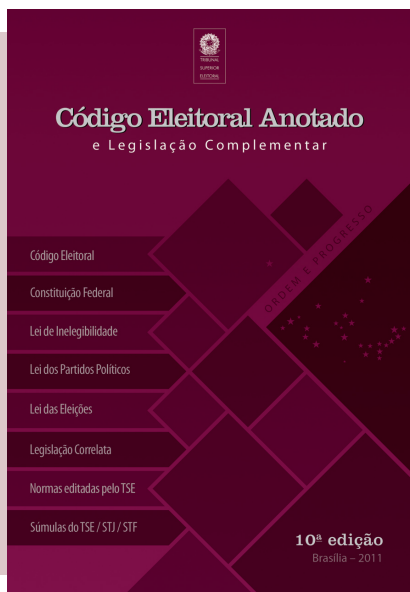 TRIBUNAL
SUPERIOR
ELEITORAL
Código Eleitoral Anotado
e Legislação Complementar
ORDEM E PROGRESSO
Código Eleitoral
Constituição Federal
Lei de Inelegibilidade
Lei dos Partidos Políticos
Lei das Eleições
Legislação Correlata
Normas editadas pelo TSE
Súmulas do TSE / STJ / STF
10ª edição
Brasília – 2011